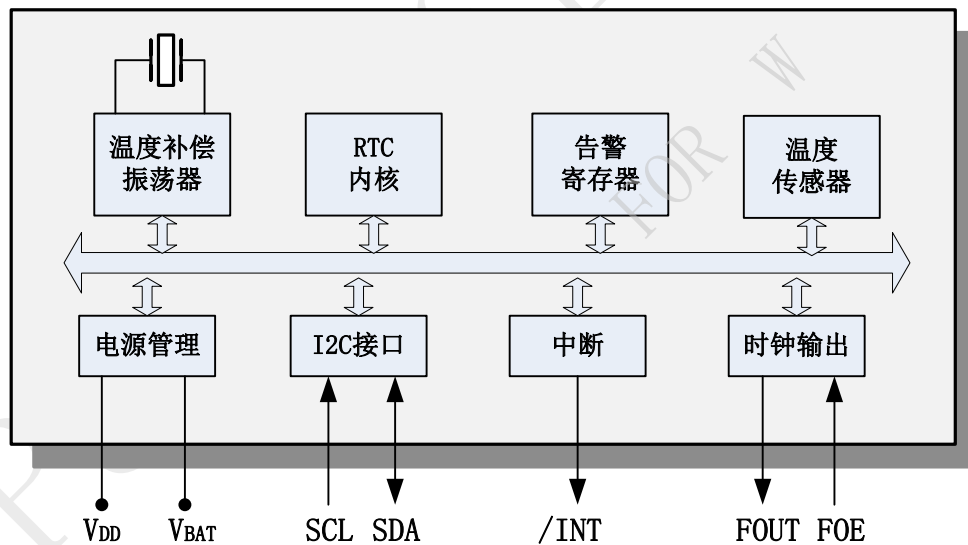 温度补偿
振荡器
RTC
内核
告警
寄存器
温度
传感器
电源管理
I2C接口
中断
时钟输出
VDD
VBAT
SCL
SDA
/INT
FOUT
FOE
FOR
W